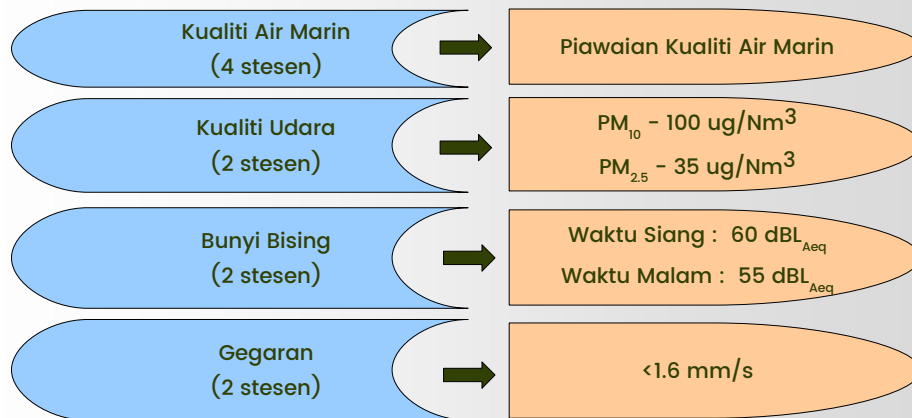 Kualiti Air Marin
(4 stesen)
Piawaian Kualiti Air Marin
Kualiti Udara
(2 stesen)
PM₁₀ - 100 ug/Nm³
PM₂.₅ - 35 ug/Nm³
Bunyi Bising
(2 stesen)
Waktu Siang : 60 dBL_Aeq
Waktu Malam : 55 dBL_Aeq
Gegaran
(2 stesen)
<1.6 mm/s